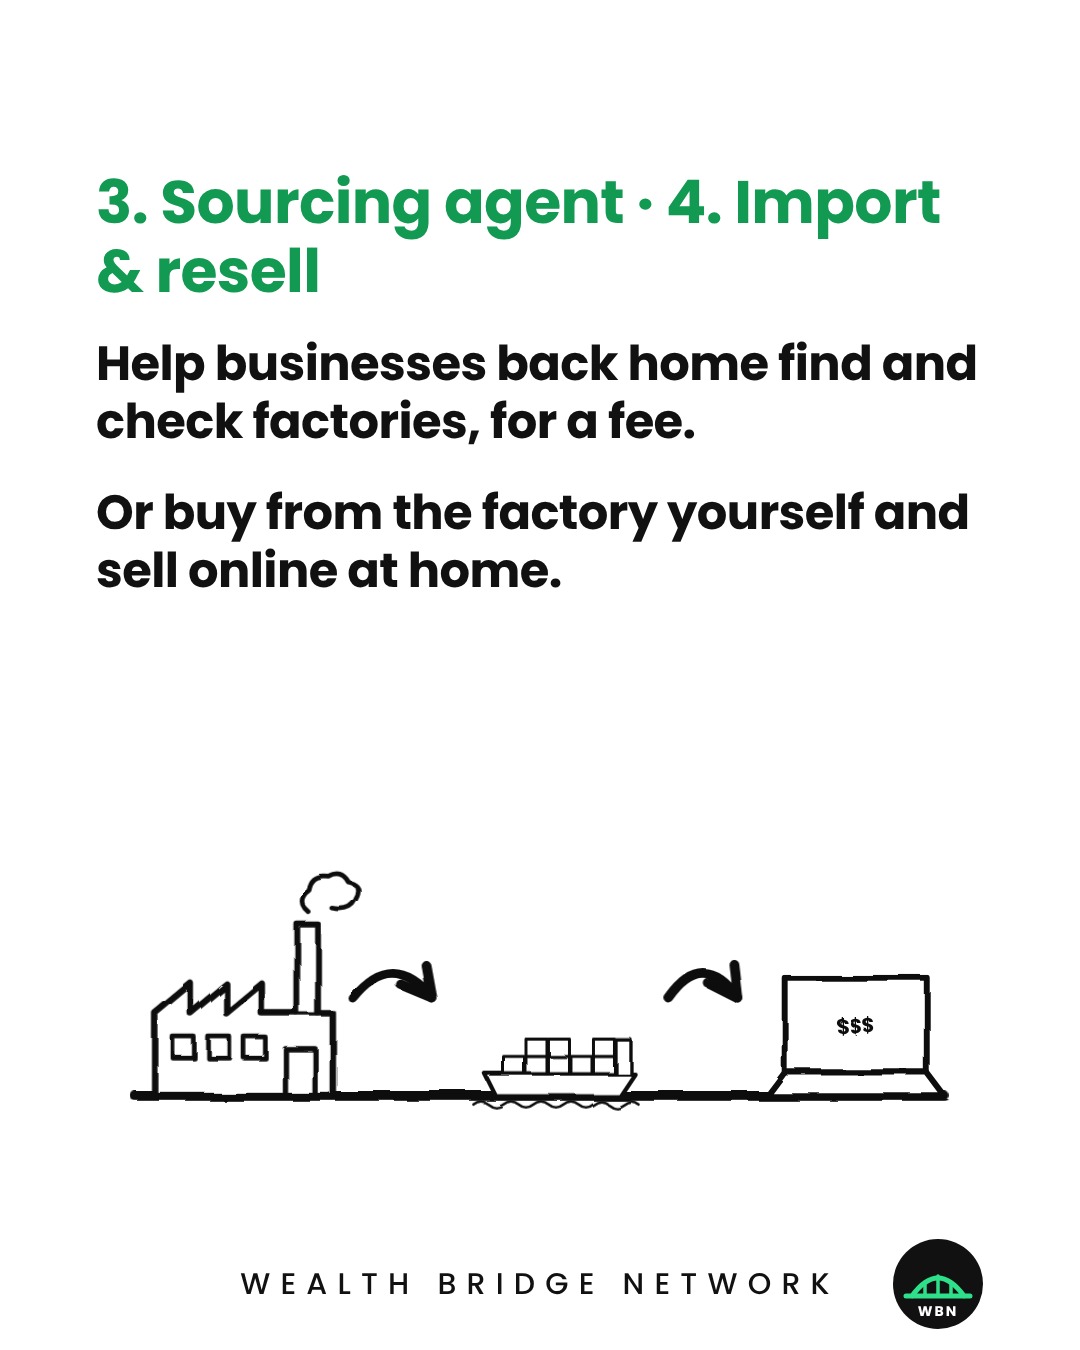 3. Sourcing agent · 4. Import
& resell
Help businesses back home find and
check factories, for a fee.
Or buy from the factory yourself and
sell online at home.
$$$
WEALTH BRIDGE NETWORK
WBN